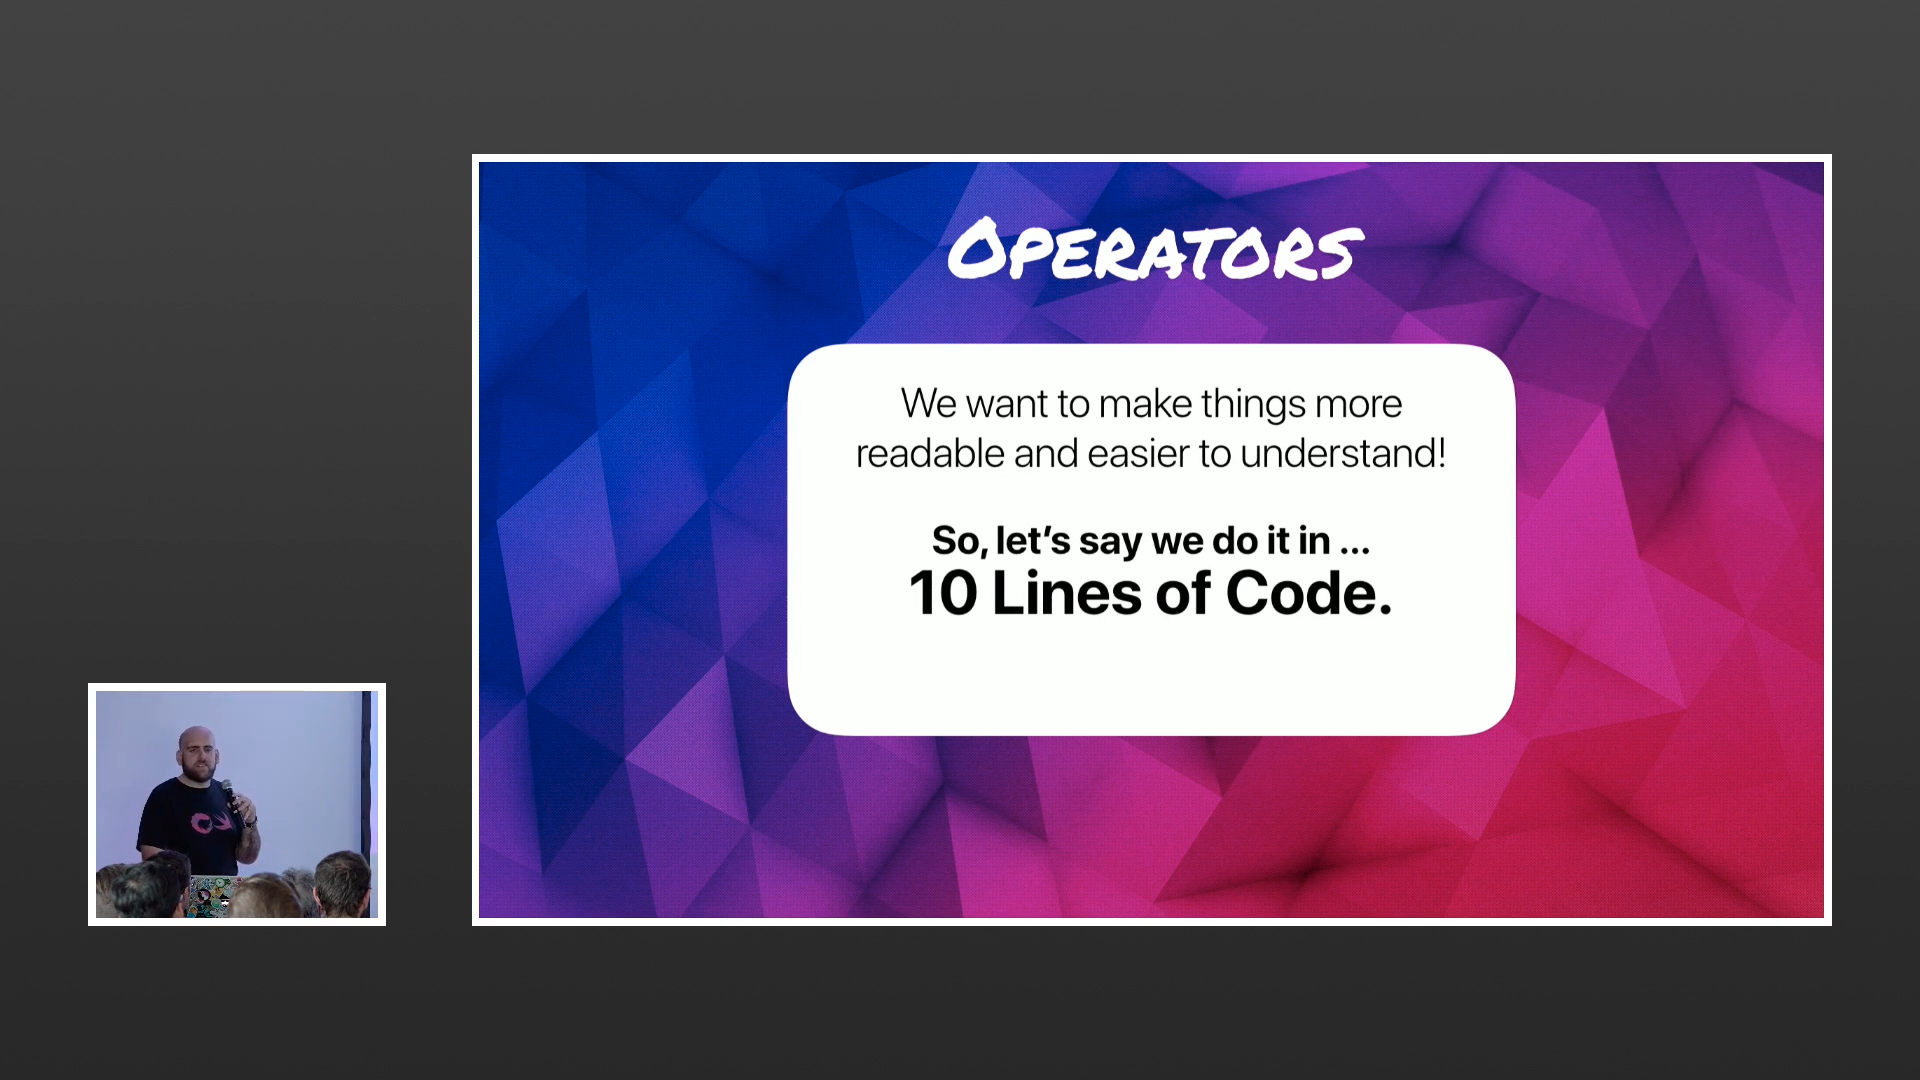 Operators
We want to make things more
readable and easier to understand!
So, let’s say we do it in ...
10 Lines of Code.